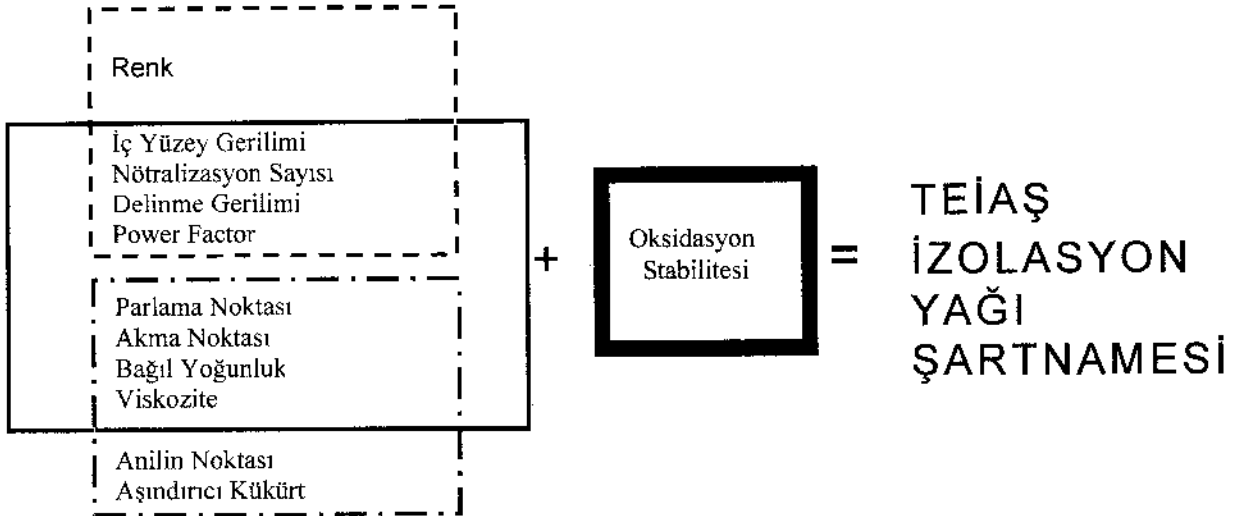 Renk
İç Yüzey Gerilimi
Nötralizasyon Sayısı
Delinme Gerilimi
Power Factor
Parlama Noktası
Akma Noktası
Bağıl Yoğunluk
Viskozite
Anilin Noktası
Aşındırıcı Kükürt
+
Oksidasyon
Stabilitesi
=
TEİAŞ
İZOLASYON
YAĞI
ŞARTNAMESİ